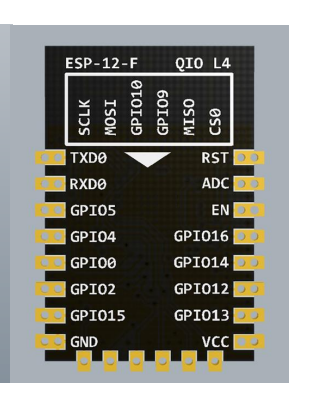 ESP-12-F QIO L4
SCLK
MOSI
GPIO10
GPIO9
MISO
CS0
TXD0 RST
RXD0 ADC
GPIO5 EN
GPIO4 GPIO16
GPIO0 GPIO14
GPIO2 GPIO12
GPIO15 GPIO13
GND VCC